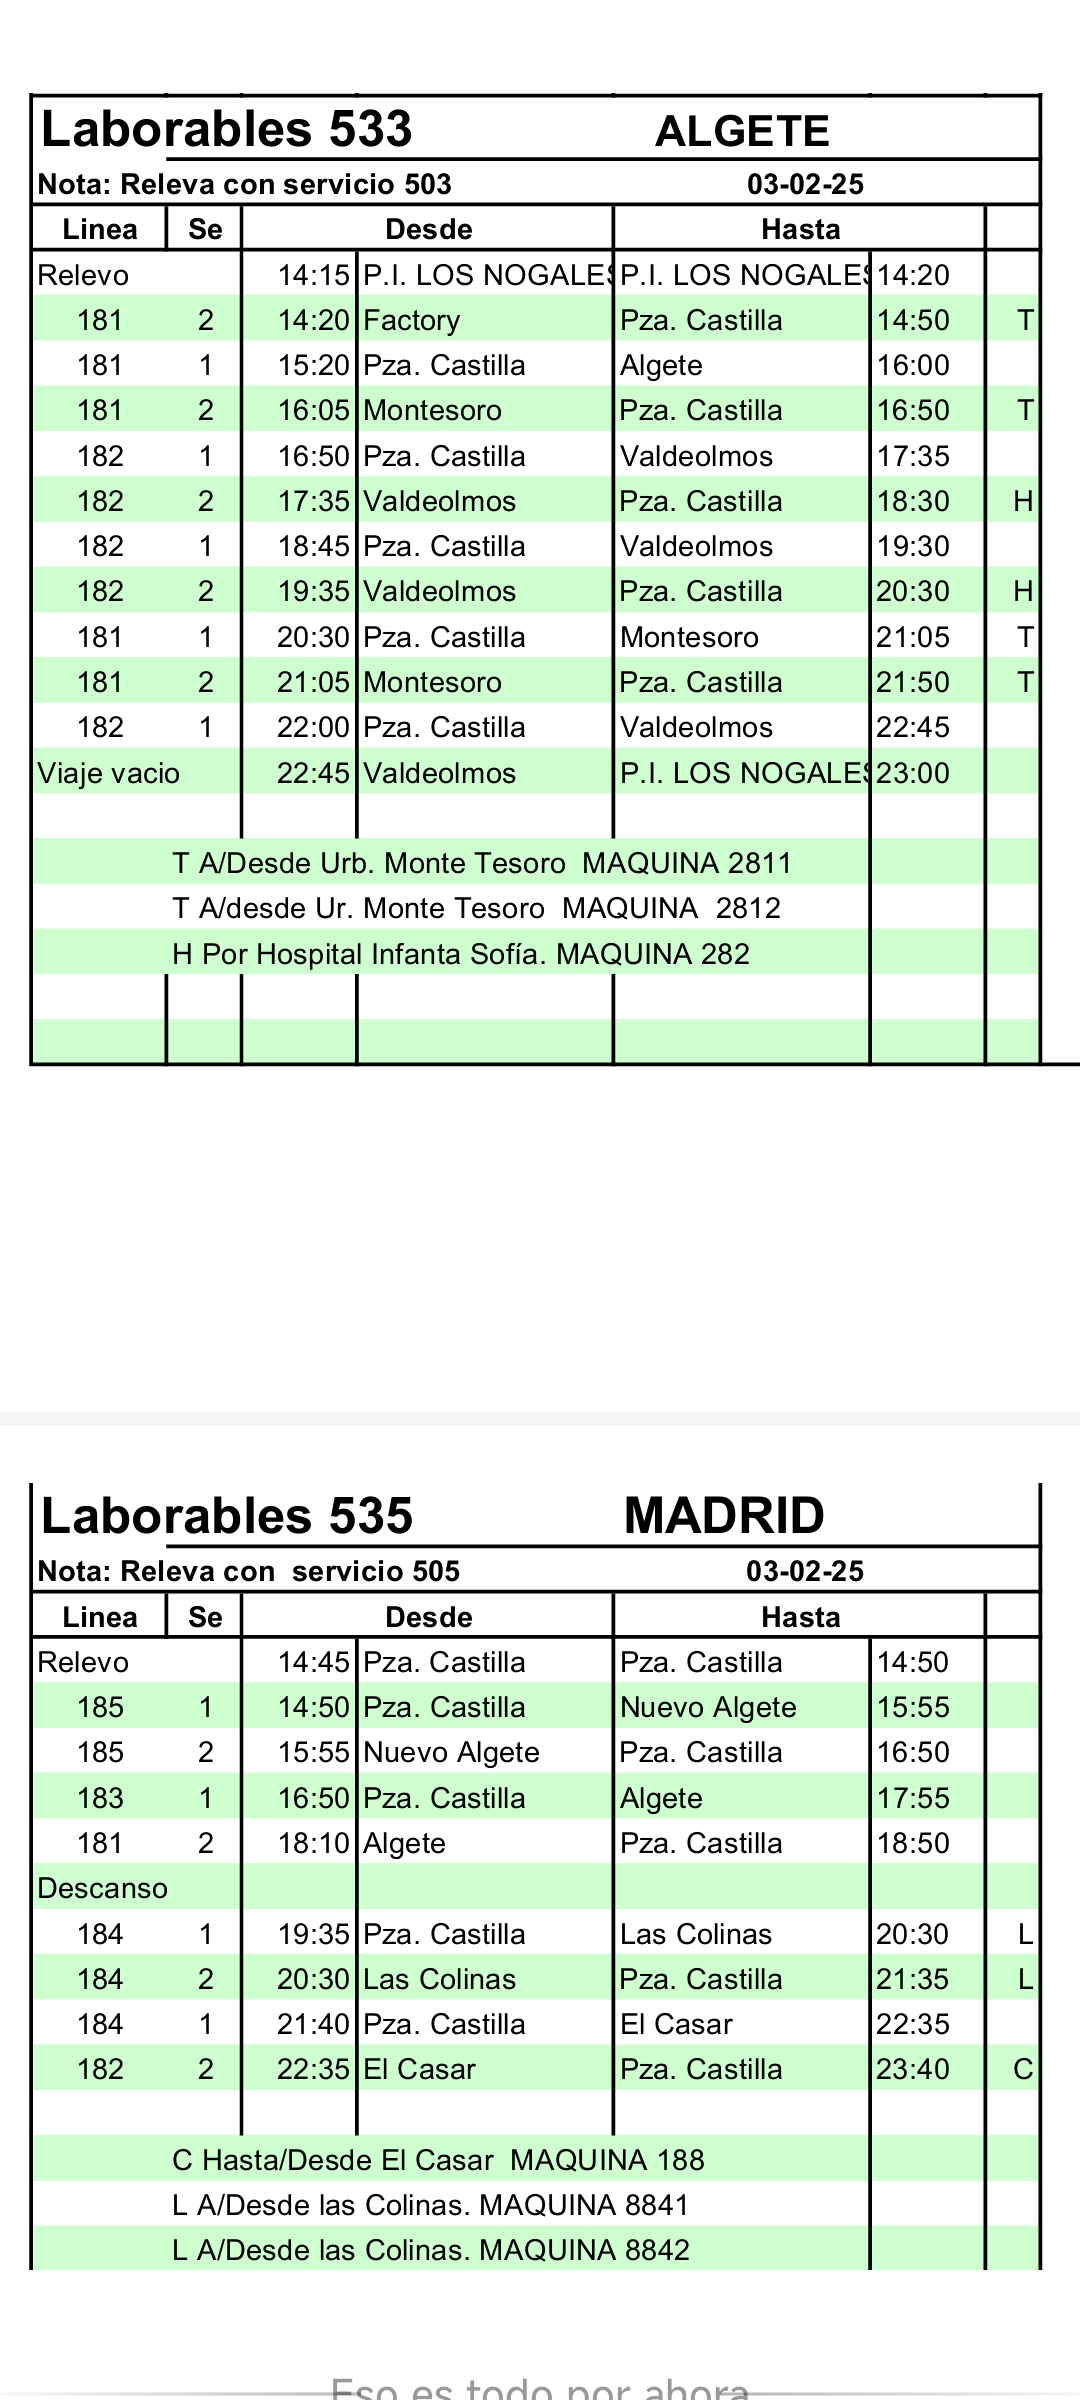 Laborables 533 ALGETE
Nota: Releva con servicio 503 03-02-25
Linea Se Desde Hasta
Relevo 14:15 P.I. LOS NOGALES P.I. LOS NOGALES 14:20
181 2 14:20 Factory Pza. Castilla 14:50 T
181 1 15:20 Pza. Castilla Algete 16:00
181 2 16:05 Montesoro Pza. Castilla 16:50 T
182 1 16:50 Pza. Castilla Valdeolmos 17:35
182 2 17:35 Valdeolmos Pza. Castilla 18:30 H
182 1 18:45 Pza. Castilla Valdeolmos 19:30
182 2 19:35 Valdeolmos Pza. Castilla 20:30 H
181 1 20:30 Pza. Castilla Montesoro 21:05 T
181 2 21:05 Montesoro Pza. Castilla 21:50 T
182 1 22:00 Pza. Castilla Valdeolmos 22:45
Viaje vacio 22:45 Valdeolmos P.I. LOS NOGALES 23:00
T A/Desde Urb. Monte Tesoro MAQUINA 2811
T A/desde Ur. Monte Tesoro MAQUINA 2812
H Por Hospital Infanta Sofía. MAQUINA 282
Laborables 535 MADRID
Nota: Releva con servicio 505 03-02-25
Linea Se Desde Hasta
Relevo 14:45 Pza. Castilla Pza. Castilla 14:50
185 1 14:50 Pza. Castilla Nuevo Algete 15:55
185 2 15:55 Nuevo Algete Pza. Castilla 16:50
183 1 16:50 Pza. Castilla Algete 17:55
181 2 18:10 Algete Pza. Castilla 18:50
Descanso
184 1 19:35 Pza. Castilla Las Colinas 20:30 L
184 2 20:30 Las Colinas Pza. Castilla 21:35 L
184 1 21:40 Pza. Castilla El Casar 22:35
182 2 22:35 El Casar Pza. Castilla 23:40 C
C Hasta/Desde El Casar MAQUINA 188
L A/Desde las Colinas. MAQUINA 8841
L A/Desde las Colinas. MAQUINA 8842
Eso es todo por ahora